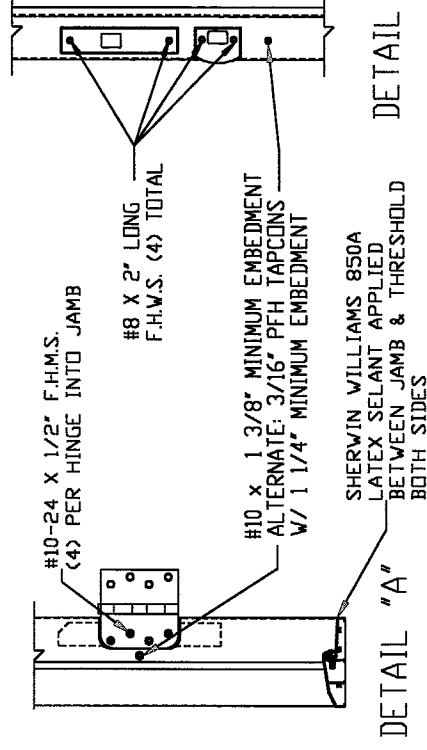 #10-24 X 1/2" F.H.M.S.
(4) PER HINGE INTO JAMB
#8 X 2" LONG
F.H.W.S. (4) TOTAL
#10 x 1 3/8" MINIMUM EMBEDMENT
ALTERNATE: 3/16" PFH TAPCONS
W/ 1 1/4" MINIMUM EMBEDMENT
SHERWIN WILLIAMS 850A
LATEX SELANT APPLIED
BETWEEN JAMB & THRESHOLD
BOTH SIDES
DETAIL "A"
DETAIL